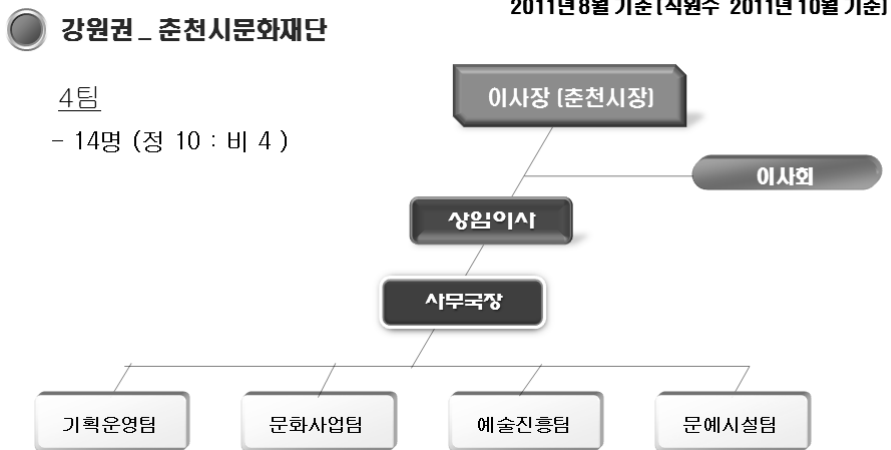 2011년 8월 기준 (직원수 2011년 10월 기준)
강원권 _ 춘천시문화재단
4팀
- 14명 (정 10 : 비 4 )
이사장 (춘천시장)
이사회
상임이사
사무국장
기획운영팀
문화사업팀
예술진흥팀
문예시설팀